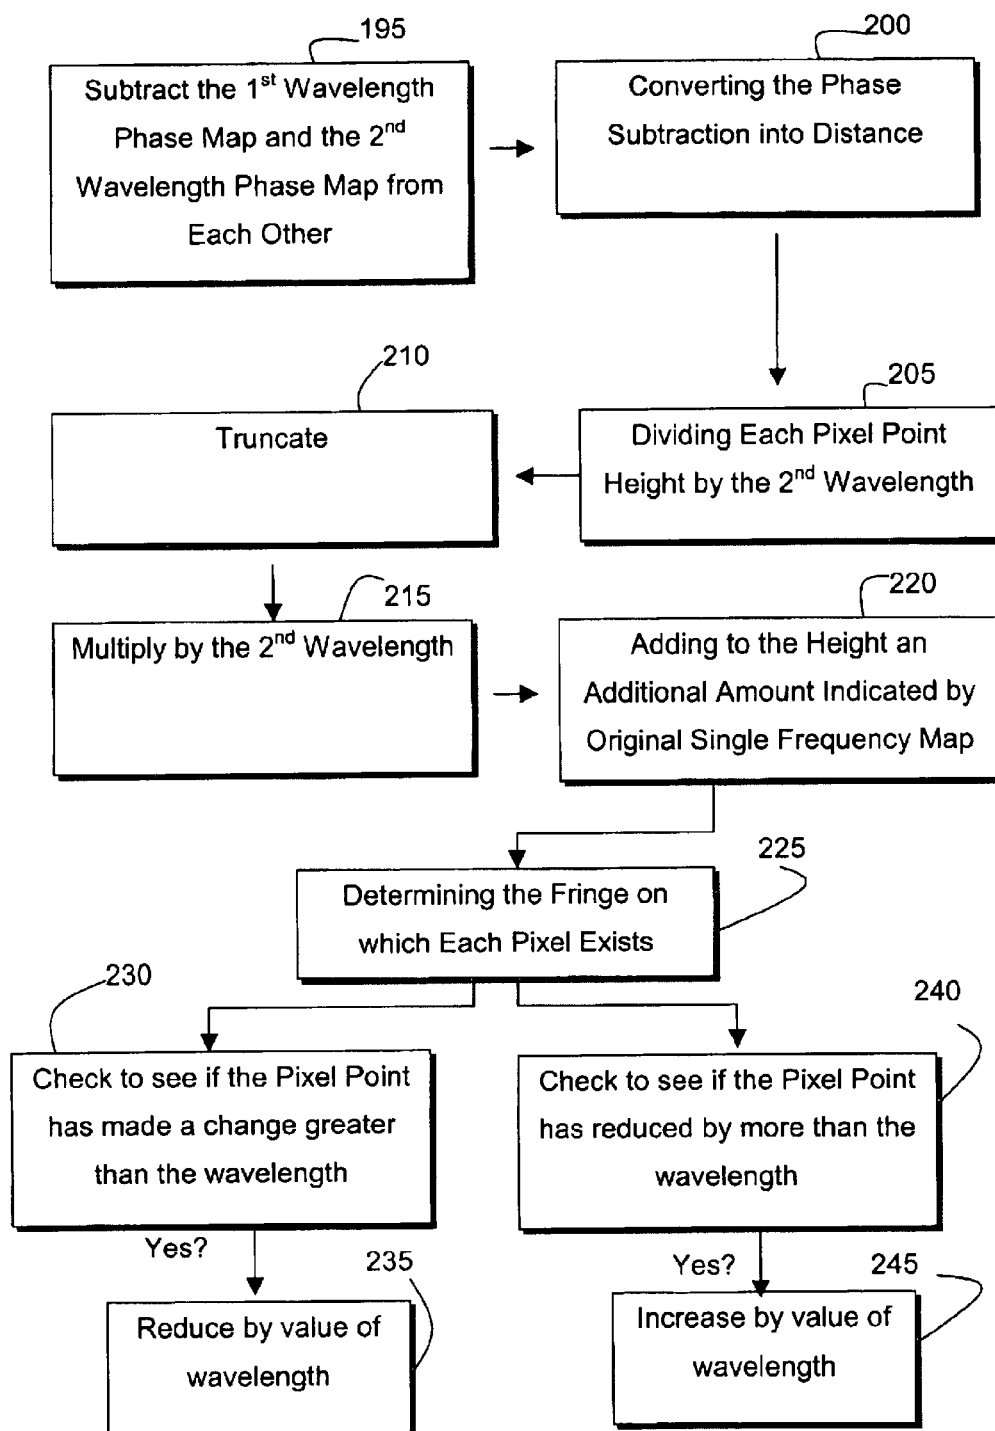 195
Subtract the 1st Wavelength
Phase Map and the 2nd
Wavelength Phase Map from
Each Other
200
Converting the Phase
Subtraction into Distance
205
Dividing Each Pixel Point
Height by the 2nd Wavelength
210
Truncate
215
Multiply by the 2nd Wavelength
220
Adding to the Height an
Additional Amount Indicated by
Original Single Frequency Map
225
Determining the Fringe on
which Each Pixel Exists
230
Check to see if the Pixel Point
has made a change greater
than the wavelength
Yes?
235
Reduce by value of
wavelength
240
Check to see if the Pixel Point
has reduced by more than the
wavelength
Yes?
245
Increase by value of
wavelength